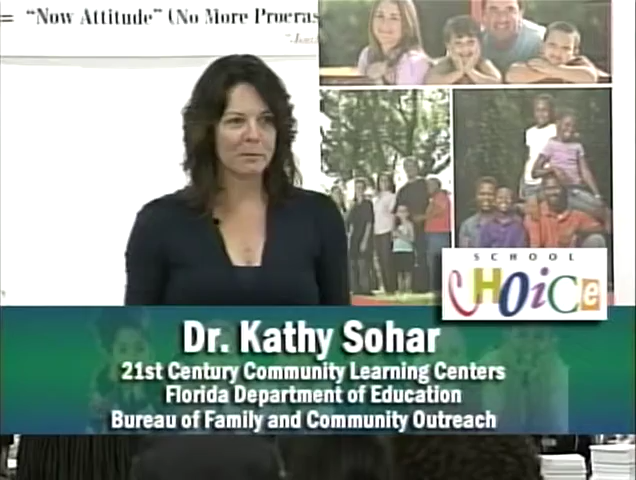 = "Now Attitude" (No More Procras
SCHOOL
CHOiCe
Dr. Kathy Sohar
21st Century Community Learning Centers
Florida Department of Education
Bureau of Family and Community Outreach